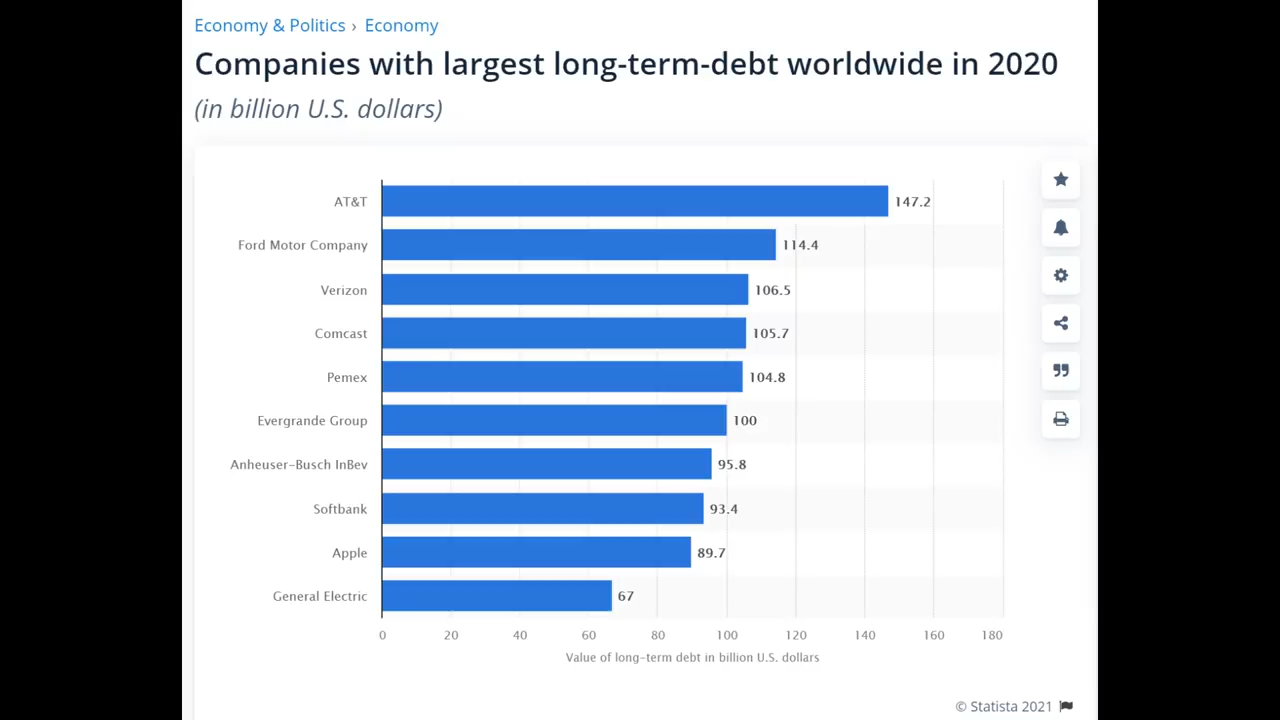 Economy & Politics › Economy
Companies with largest long-term-debt worldwide in 2020
(in billion U.S. dollars)
AT&T 147.2
Ford Motor Company 114.4
Verizon 106.5
Comcast 105.7
Pemex 104.8
Evergrande Group 100
Anheuser-Busch InBev 95.8
Softbank 93.4
Apple 89.7
General Electric 67
0 20 40 60 80 100 120 140 160 180
Value of long-term debt in billion U.S. dollars
© Statista 2021